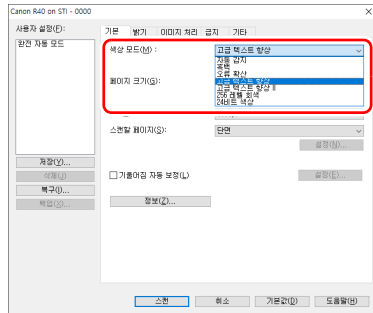 Canon R40 on STI - 0000
사용자 설정(F):
완전 자동 모드
저장(Y)...
삭제(J)
복구(I)...
백업(X)...
기본 밝기 이미지 처리 급지 기타
색상 모드(M) :
고급 텍스트 향상
자동 감지
흑백
오류 확산
고급 텍스트 향상
고급 텍스트 향상 II
256 레벨 회색
24비트 색상
페이지 크기(G):
스캔할 페이지(S):
단면
설정(N)...
기울어짐 자동 보정(L)
설정(E)...
정보(Z)...
스캔
취소
기본값(D)
도움말(H)